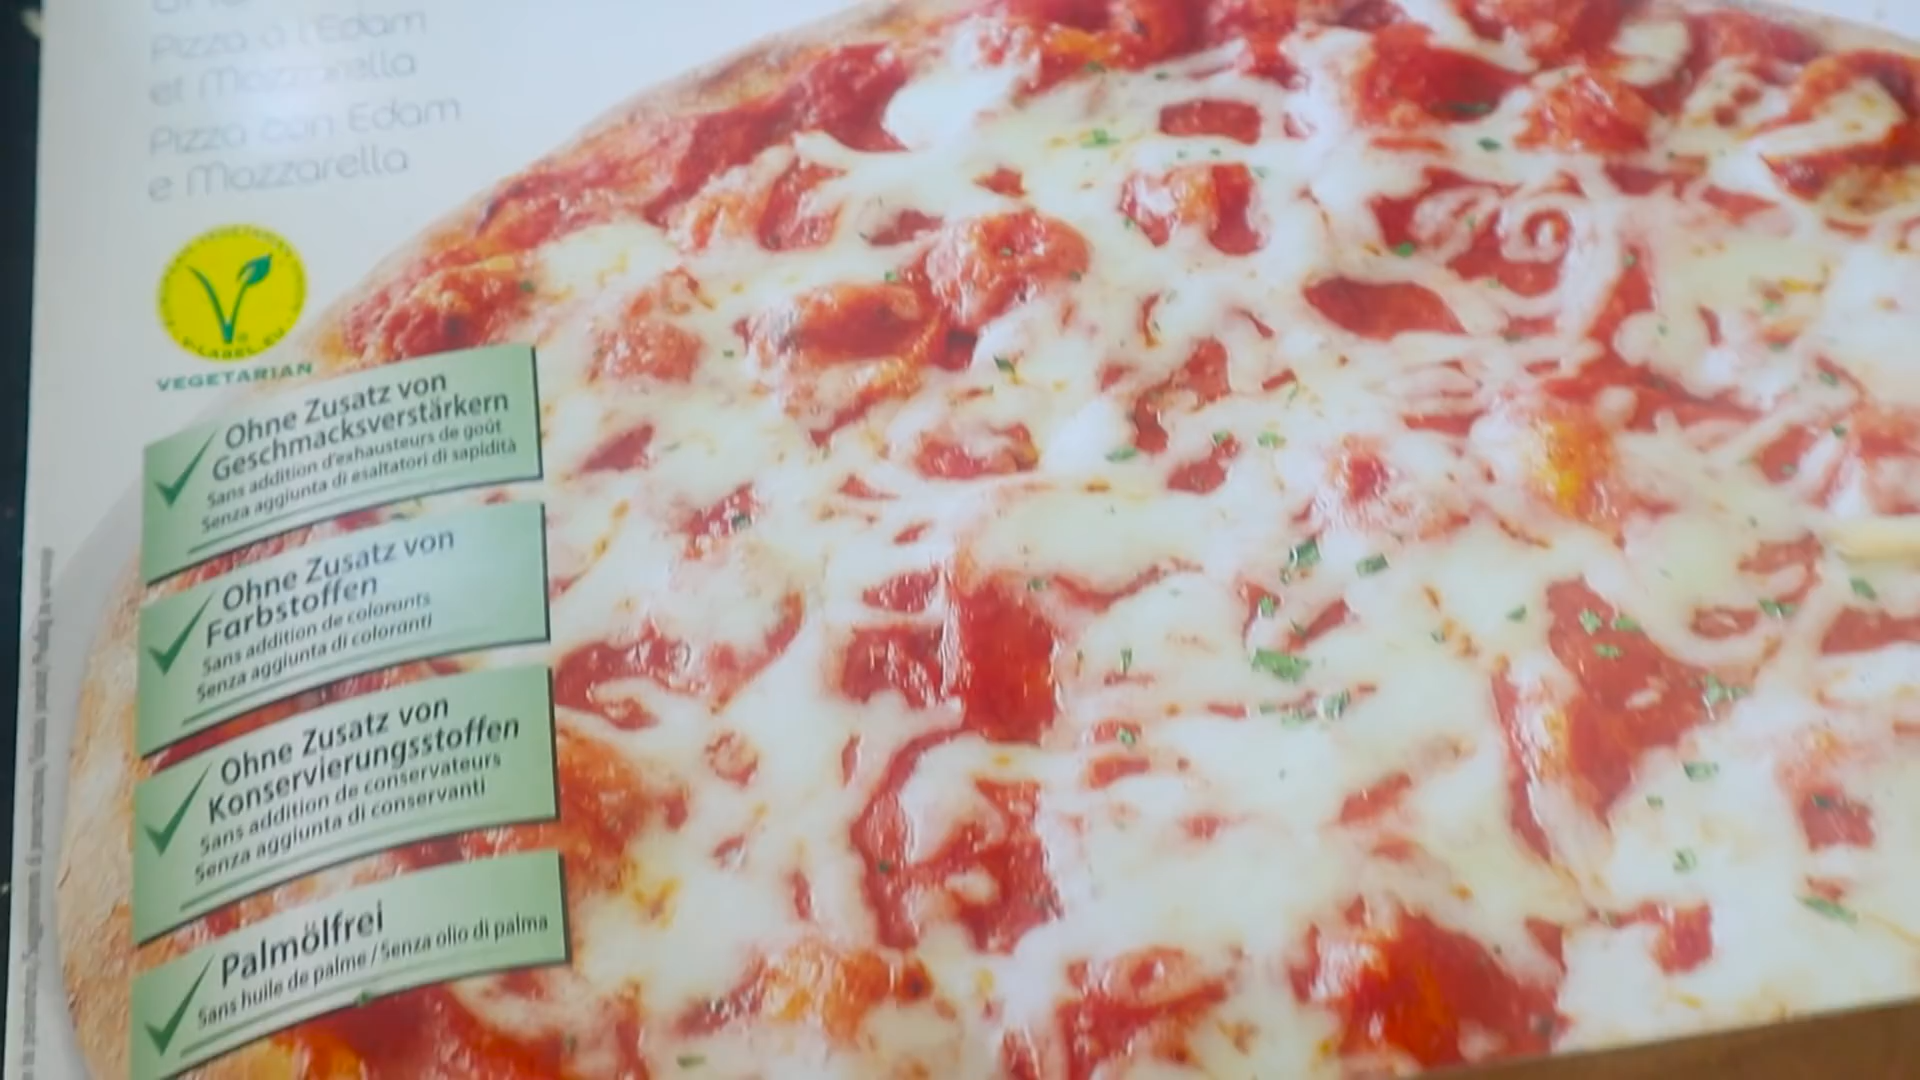 Pizza à l'Edam
et Mozzarella
Pizza con Edam
e Mozzarella
V-LABEL.EU
VEGETARIAN
Ohne Zusatz von
Geschmacksverstärkern
Sans addition d'exhausteurs de goût
Senza aggiunta di esaltatori di sapidità
Ohne Zusatz von
Farbstoffen
Sans addition de colorants
Senza aggiunta di coloranti
Ohne Zusatz von
Konservierungsstoffen
Sans addition de conservateurs
Senza aggiunta di conservanti
Palmölfrei
Sans huile de palme / Senza olio di palma